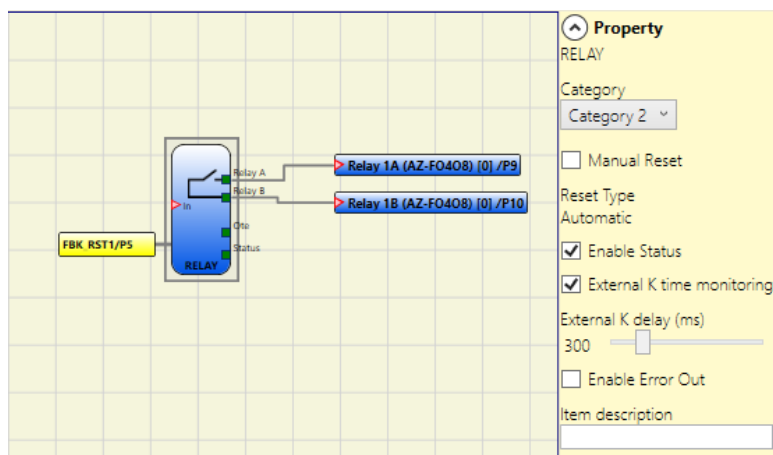 Property
RELAY
Category
Category 2
Manual Reset
Reset Type
Automatic
Enable Status
External K time monitoring
External K delay (ms)
300
Enable Error Out
Item description
Relay A
Relay B
In
Ote
Status
RELAY
FBK_RST1/P5
Relay 1A (AZ-FO4O8) [0] /P9
Relay 1B (AZ-FO4O8) [0] /P10